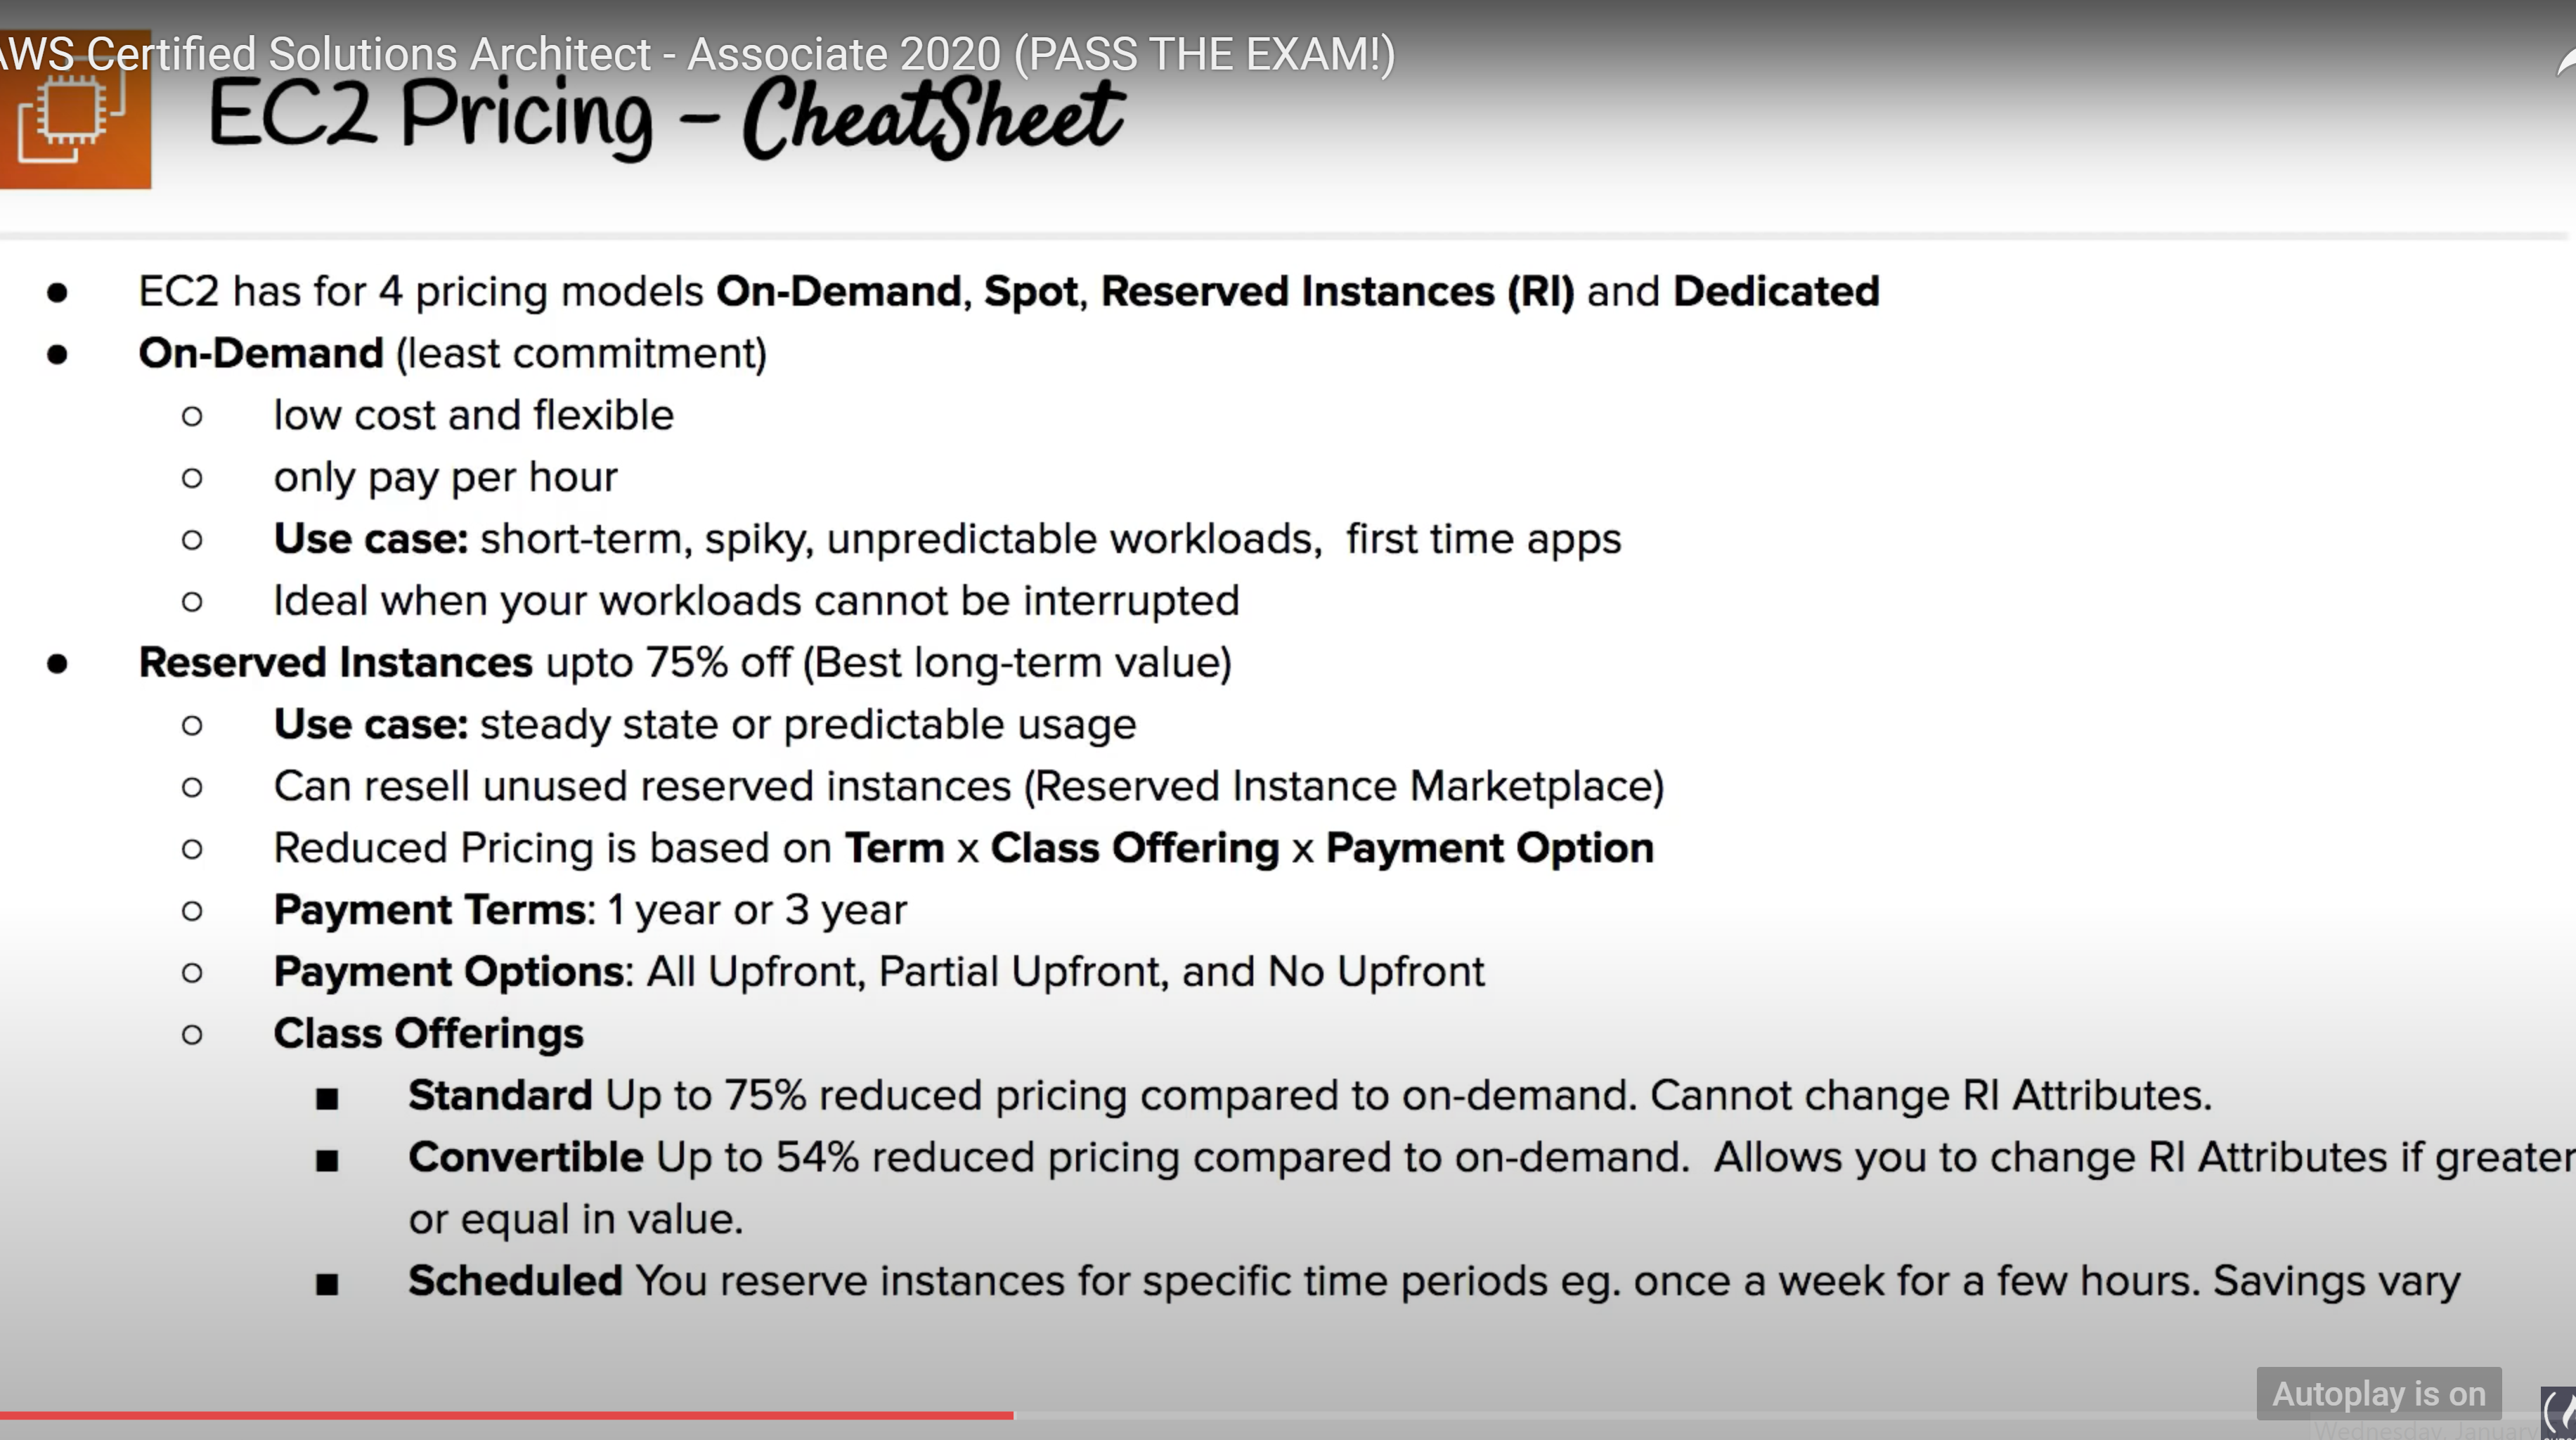 AWS Certified Solutions Architect - Associate 2020 (PASS THE EXAM!)
EC2 Pricing – CheatSheet
● EC2 has for 4 pricing models On-Demand, Spot, Reserved Instances (RI) and Dedicated
● On-Demand (least commitment)
○ low cost and flexible
○ only pay per hour
○ Use case: short-term, spiky, unpredictable workloads,  first time apps
○ Ideal when your workloads cannot be interrupted
● Reserved Instances upto 75% off (Best long-term value)
○ Use case: steady state or predictable usage
○ Can resell unused reserved instances (Reserved Instance Marketplace)
○ Reduced Pricing is based on Term x Class Offering x Payment Option
○ Payment Terms: 1 year or 3 year
○ Payment Options: All Upfront, Partial Upfront, and No Upfront
○ Class Offerings
■ Standard Up to 75% reduced pricing compared to on-demand. Cannot change RI Attributes.
■ Convertible Up to 54% reduced pricing compared to on-demand.  Allows you to change RI Attributes if greater
or equal in value.
■ Scheduled You reserve instances for specific time periods eg. once a week for a few hours. Savings vary
Autoplay is on
Wednesday, January